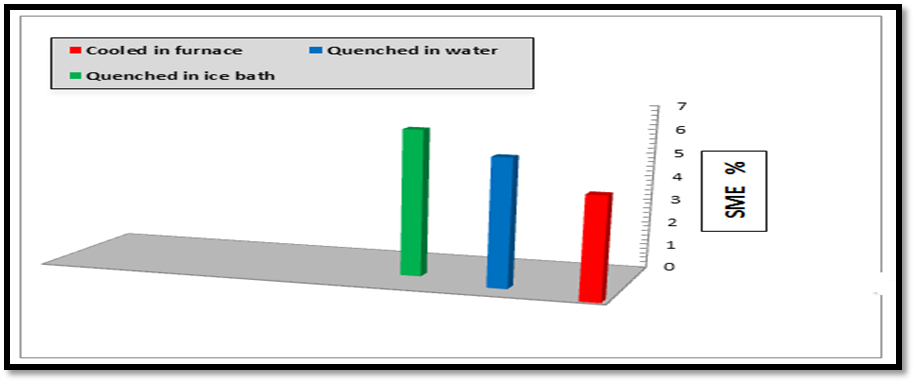 Cooled in furnace
Quenched in water
Quenched in ice bath
7
6
5
4
3
2
1
0
SME %